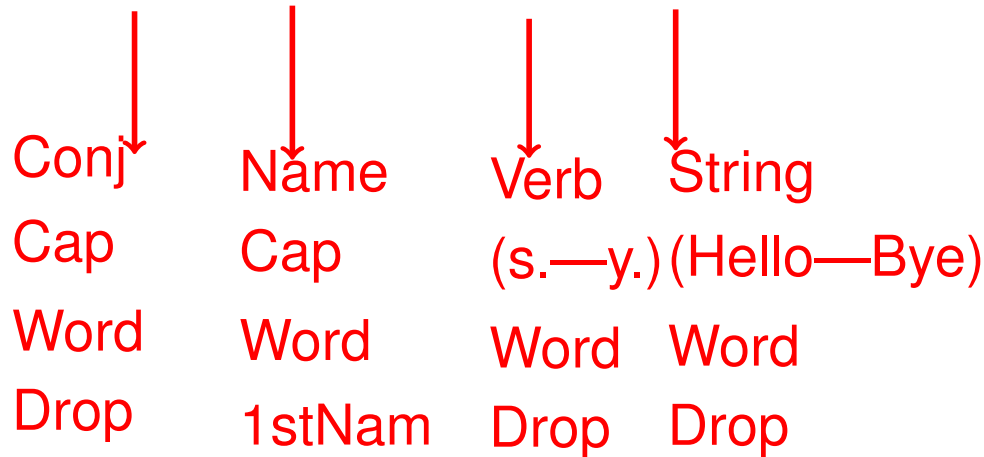 Conj Name Verb String
Cap Cap (s.—y.) (Hello—Bye)
Word Word Word Word
Drop 1stNam Drop Drop